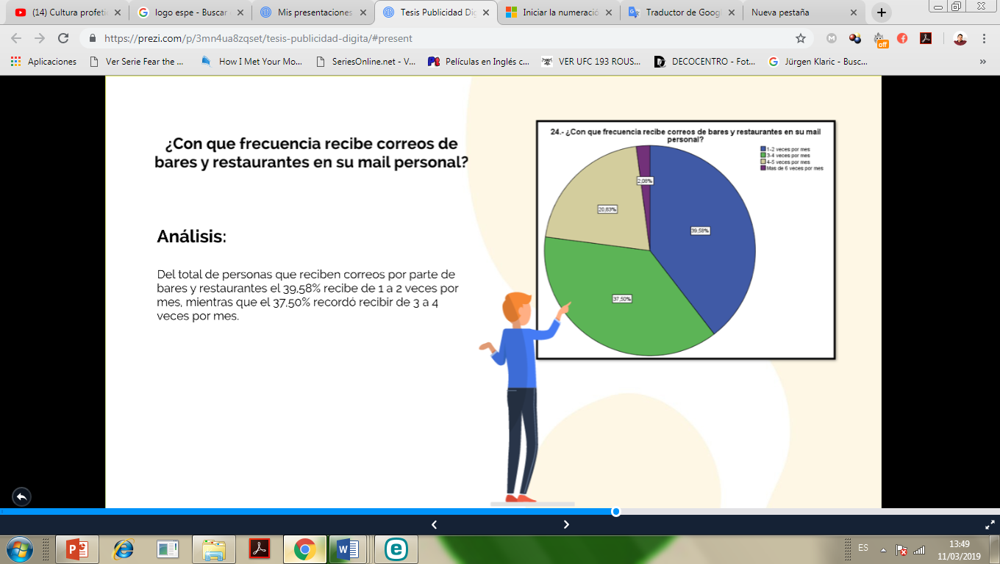 (14) Cultura profeti
logo espe - Buscar
Mis presentaciones
Tesis Publicidad Dig
Iniciar la numeració
Traductor de Googl
Nueva pestaña
https://prezi.com/p/3mn4ua8zqset/tesis-publicidad-digita/#present
off
Aplicaciones
Ver Serie Fear the ...
How I Met Your Mo...
SeriesOnline.net - V...
Películas en Inglés c...
VER UFC 193 ROUS...
DECOCENTRO - Fot...
Jürgen Klaric - Busc...
»
¿Con que frecuencia recibe correos de
bares y restaurantes en su mail personal?
Análisis:
Del total de personas que reciben correos por parte de
bares y restaurantes el 39,58% recibe de 1 a 2 veces por
mes, mientras que el 37,50% recordó recibir de 3 a 4
veces por mes.
24.- ¿Con que frecuencia recibe correos de bares y restaurantes en su mail
personal?
1-2 veces por mes
3-4 veces por mes
4-5 veces por mes
Mas de 6 veces por mes
2,08%
20,83%
39,58%
37,50%
ES
13:49
11/03/2019